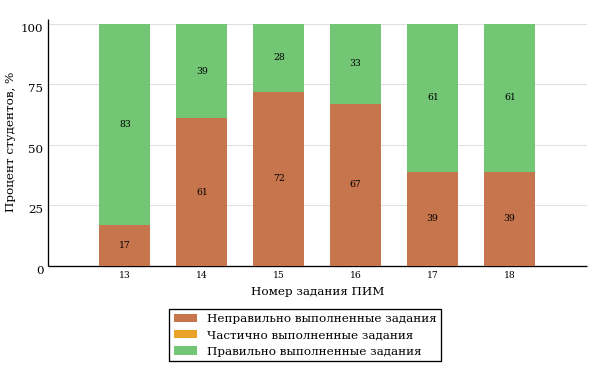 Процент студентов, %
100
75
50
25
0
83 39 28 33 61 61
17 61 72 67 39 39
13 14 15 16 17 18
Номер задания ПИМ
Неправильно выполненные задания
Частично выполненные задания
Правильно выполненные задания